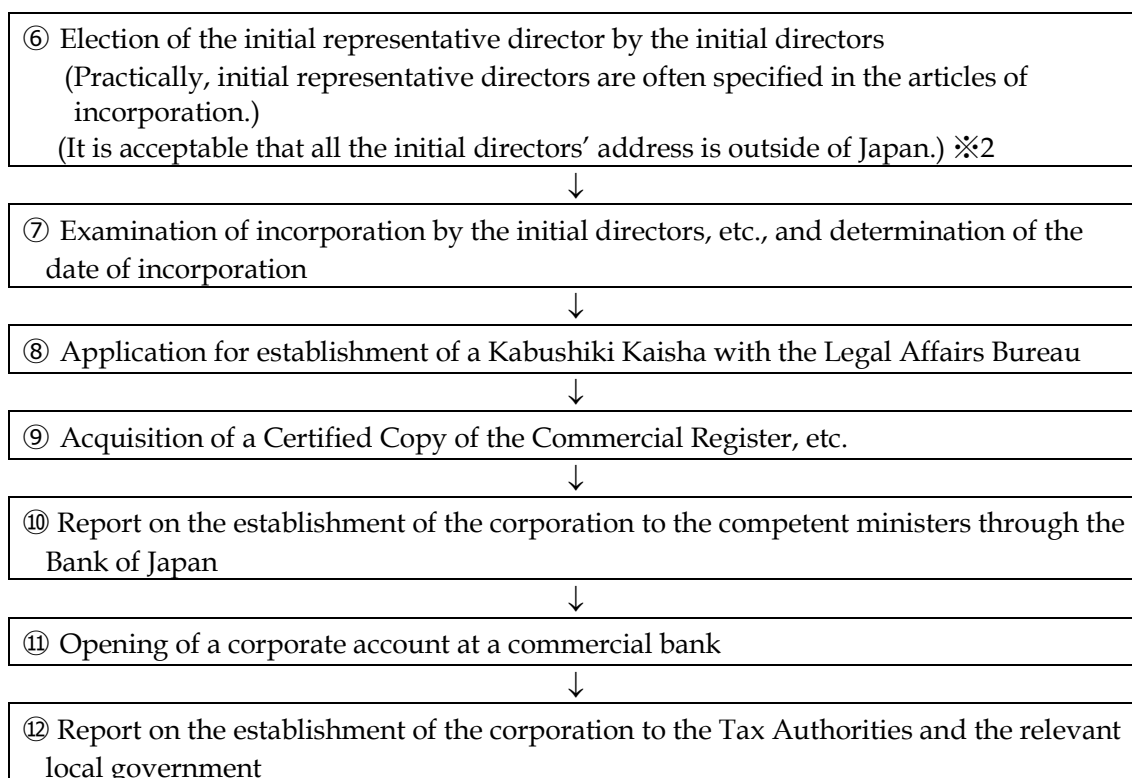 ⑥ Election of the initial representative director by the initial directors
(Practically, initial representative directors are often specified in the articles of
incorporation.)
(It is acceptable that all the initial directors’ address is outside of Japan.) ※2
↓
⑦ Examination of incorporation by the initial directors, etc., and determination of the
date of incorporation
↓
⑧ Application for establishment of a Kabushiki Kaisha with the Legal Affairs Bureau
↓
⑨ Acquisition of a Certified Copy of the Commercial Register, etc.
↓
⑩ Report on the establishment of the corporation to the competent ministers through the
Bank of Japan
↓
⑪ Opening of a corporate account at a commercial bank
↓
⑫ Report on the establishment of the corporation to the Tax Authorities and the relevant
local government